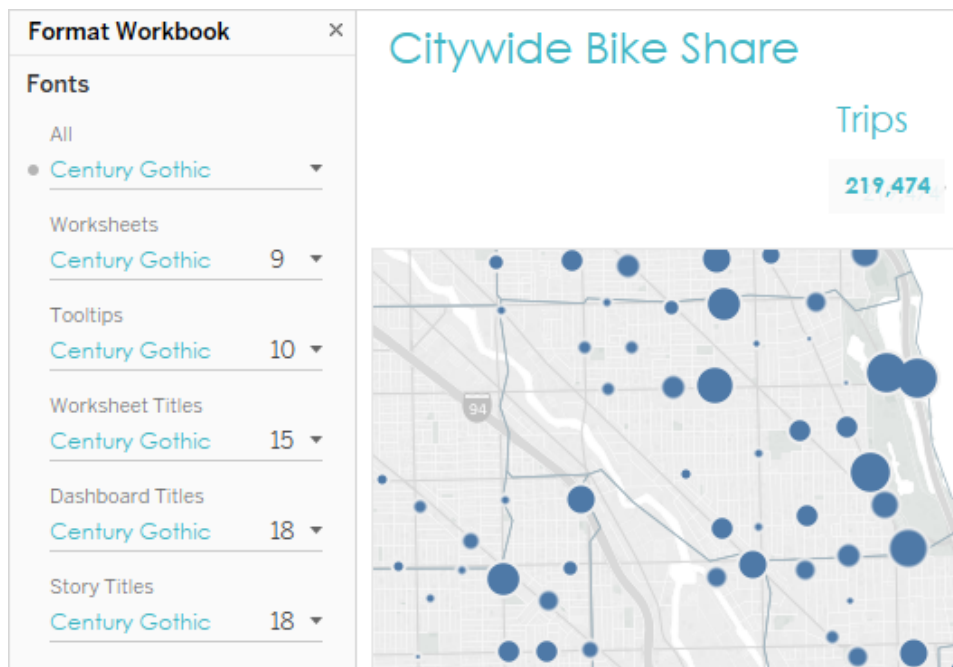 Format Workbook ×
Fonts
All
Century Gothic
Worksheets
Century Gothic 9
Tooltips
Century Gothic 10
Worksheet Titles
Century Gothic 15
Dashboard Titles
Century Gothic 18
Story Titles
Century Gothic 18
Citywide Bike Share
Trips
219,474
94